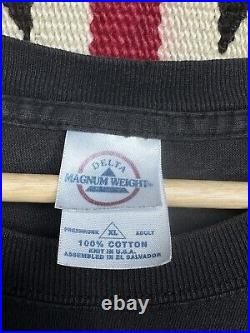 DELTA
MAGNUM WEIGHT
PRESHRUNK XL ADULT
100% COTTON
KNIT IN U.S.A.
ASSEMBLED IN EL SALVADOR